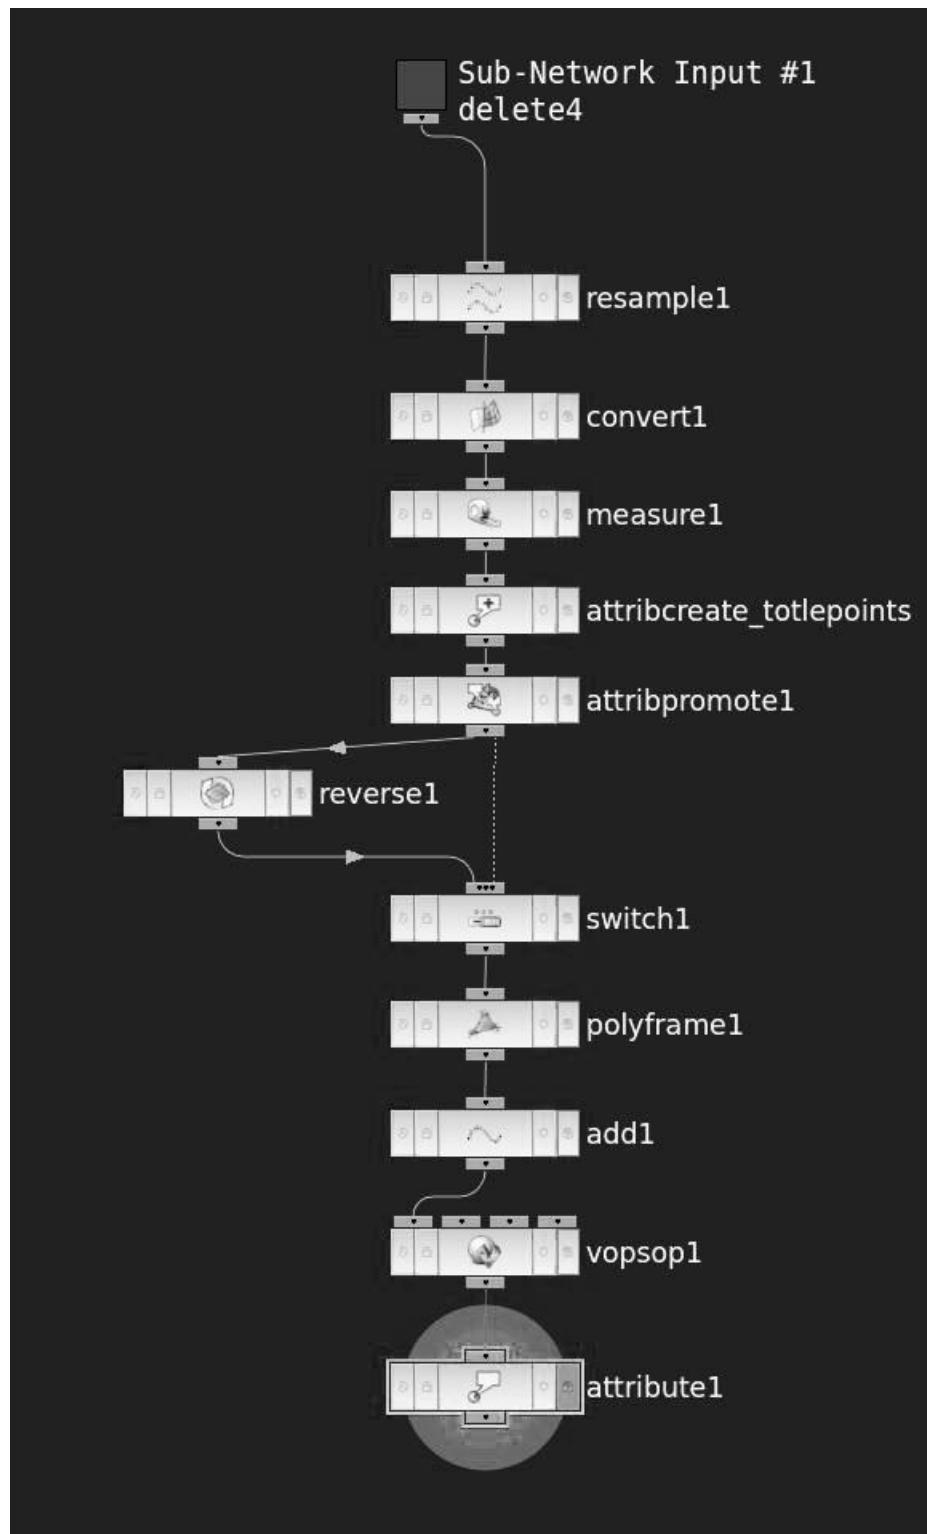 Sub-Network Input #1
delete4
resample1
convert1
measure1
attribcreate_totlepoints
attribpromote1
reverse1
switch1
polyframe1
add1
vopsop1
attribute1